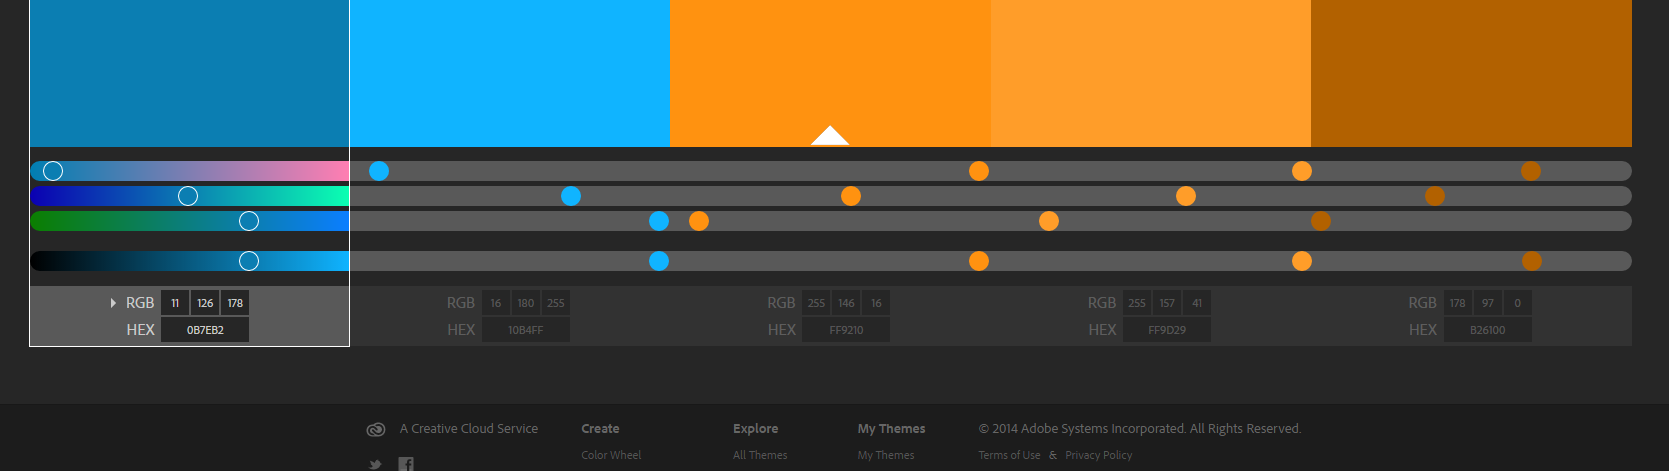 RGB 11 126 178 RGB 16 180 255 RGB 255 146 16 RGB 255 157 41 RGB 178 97 0
HEX 0B7EB2 HEX 10B4FF HEX FF9210 HEX FF9D29 HEX B26100
A Creative Cloud Service Create Explore My Themes © 2014 Adobe Systems Incorporated. All Rights Reserved.
Color Wheel All Themes My Themes Terms of Use & Privacy Policy